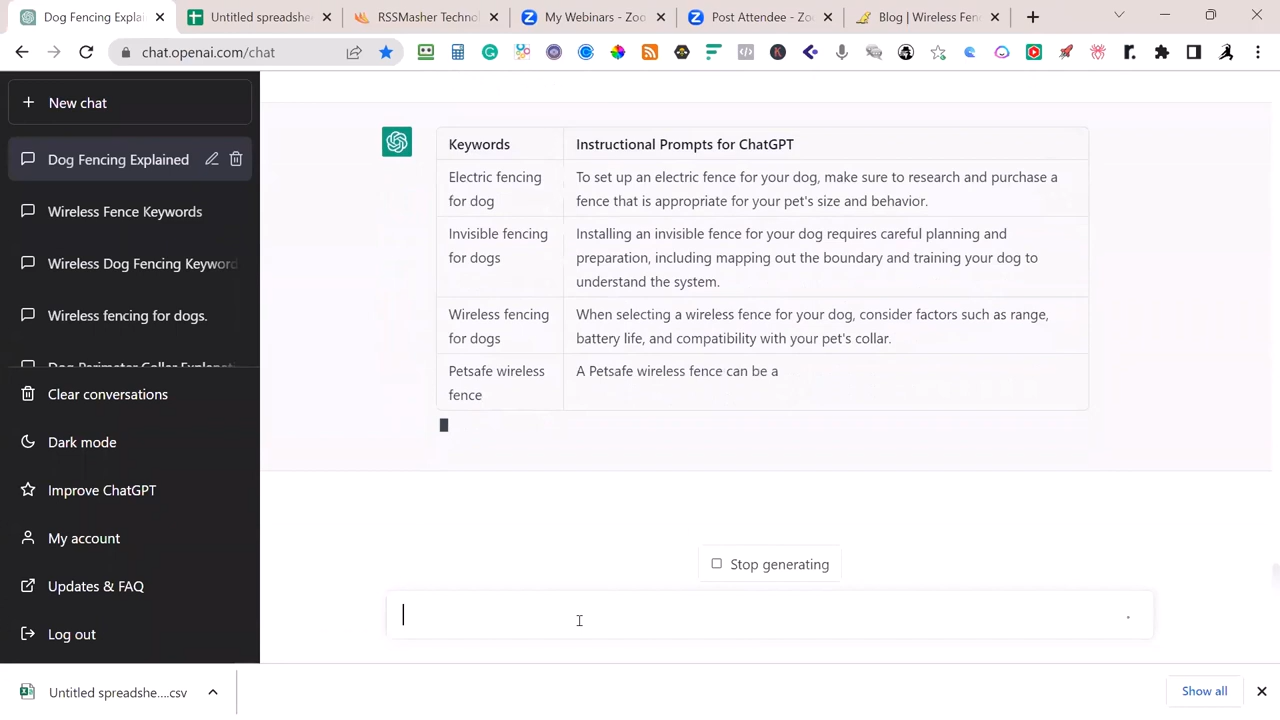 Dog Fencing Explai
Untitled spreadshe
RSSMasher Techno
My Webinars - Zoo
Post Attendee - Zo
Blog | Wireless Fen
chat.openai.com/chat
New chat
Dog Fencing Explained
Wireless Fence Keywords
Wireless Dog Fencing Keyword
Wireless fencing for dogs.
Dog Perimeter Collar Explanati
Clear conversations
Dark mode
Improve ChatGPT
My account
Updates & FAQ
Log out
Keywords
Instructional Prompts for ChatGPT
Electric fencing
for dog
To set up an electric fence for your dog, make sure to research and purchase a
fence that is appropriate for your pet's size and behavior.
Invisible fencing
for dogs
Installing an invisible fence for your dog requires careful planning and
preparation, including mapping out the boundary and training your dog to
understand the system.
Wireless fencing
for dogs
When selecting a wireless fence for your dog, consider factors such as range,
battery life, and compatibility with your pet's collar.
Petsafe wireless
fence
A Petsafe wireless fence can be a
Stop generating
Untitled spreadshe....csv
Show all